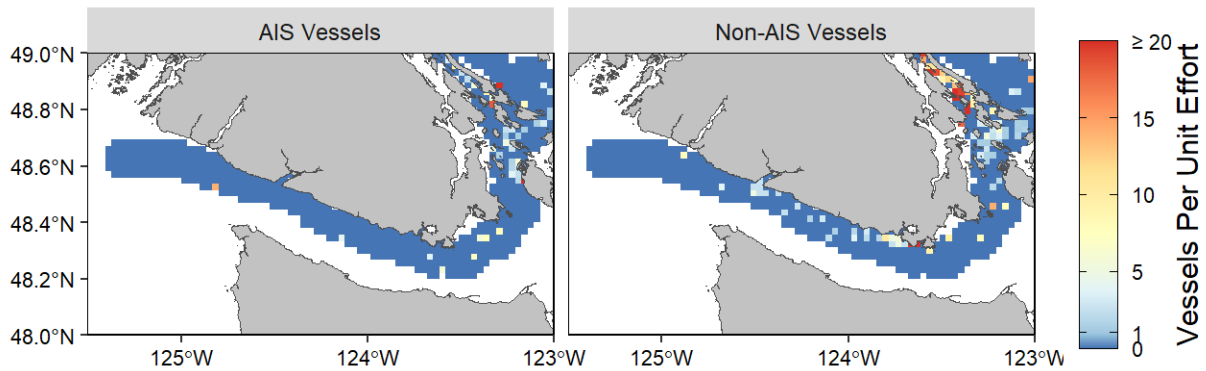 AIS Vessels
Non-AIS Vessels
49.0°N
48.8°N
48.6°N
48.4°N
48.2°N
48.0°N
125°W
124°W
123°W
125°W
124°W
123°W
≥ 20
15
10
5
1
0
Vessels Per Unit Effort